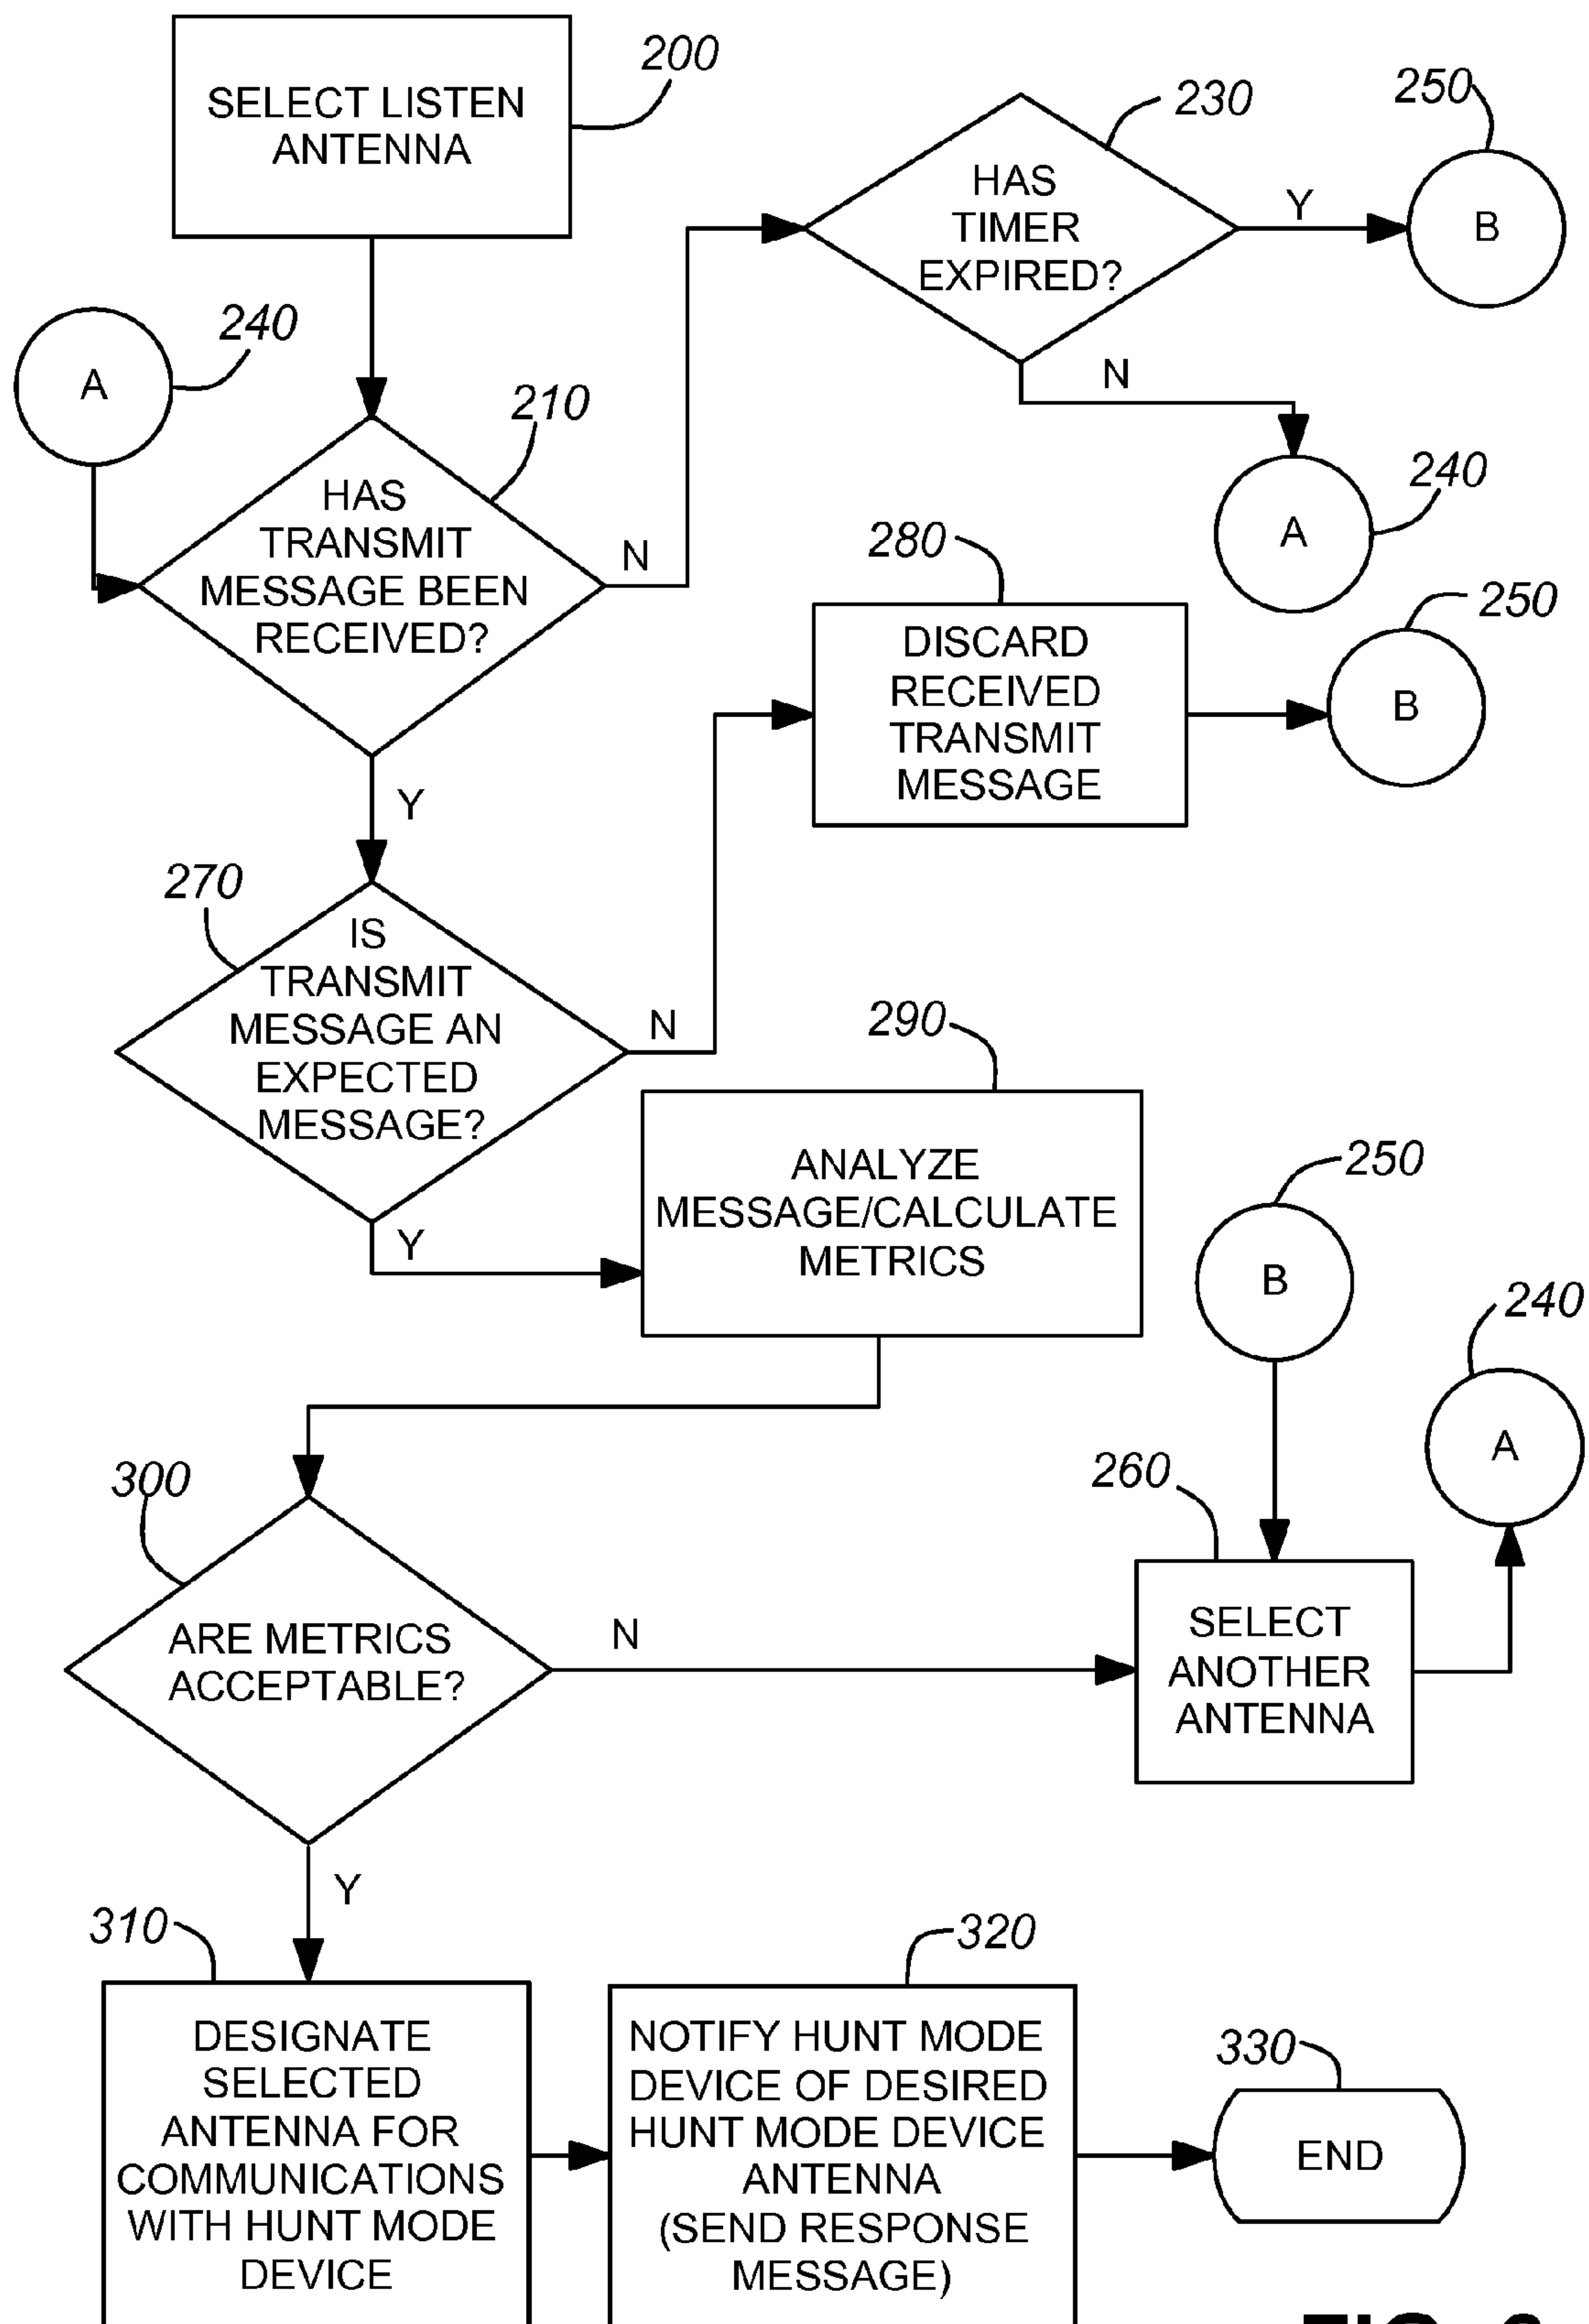 200
SELECT LISTEN
ANTENNA
230
250
HAS
TIMER
EXPIRED?
Y
B
N
240
A
210
HAS
TRANSMIT
MESSAGE BEEN
RECEIVED?
N
Y
240
A
280
DISCARD
RECEIVED
TRANSMIT
MESSAGE
250
B
270
IS
TRANSMIT
MESSAGE AN
EXPECTED
MESSAGE?
N
Y
290
ANALYZE
MESSAGE/CALCULATE
METRICS
250
B
240
A
300
ARE METRICS
ACCEPTABLE?
N
Y
260
SELECT
ANOTHER
ANTENNA
310
DESIGNATE
SELECTED
ANTENNA FOR
COMMUNICATIONS
WITH HUNT MODE
DEVICE
320
NOTIFY HUNT MODE
DEVICE OF DESIRED
HUNT MODE DEVICE
ANTENNA
(SEND RESPONSE
MESSAGE)
330
END